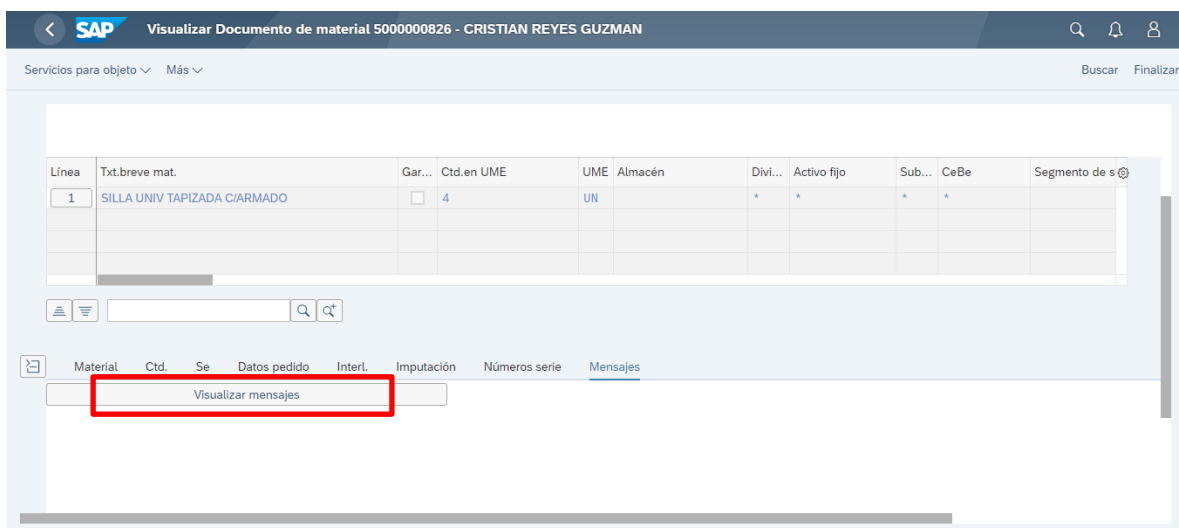 SAP Visualizar Documento de material 5000000826 - CRISTIAN REYES GUZMAN
Servicios para objeto Más Buscar Finalizar
Línea Txt.breve mat. Gar... Ctd.en UME UME Almacén Divi... Activo fijo Sub... CeBe Segmento de s
1 SILLA UNIV TAPIZADA C/ARMADO 4 UN * * * *
Material Ctd. Se Datos pedido Interl. Imputación Números serie Mensajes
Visualizar mensajes